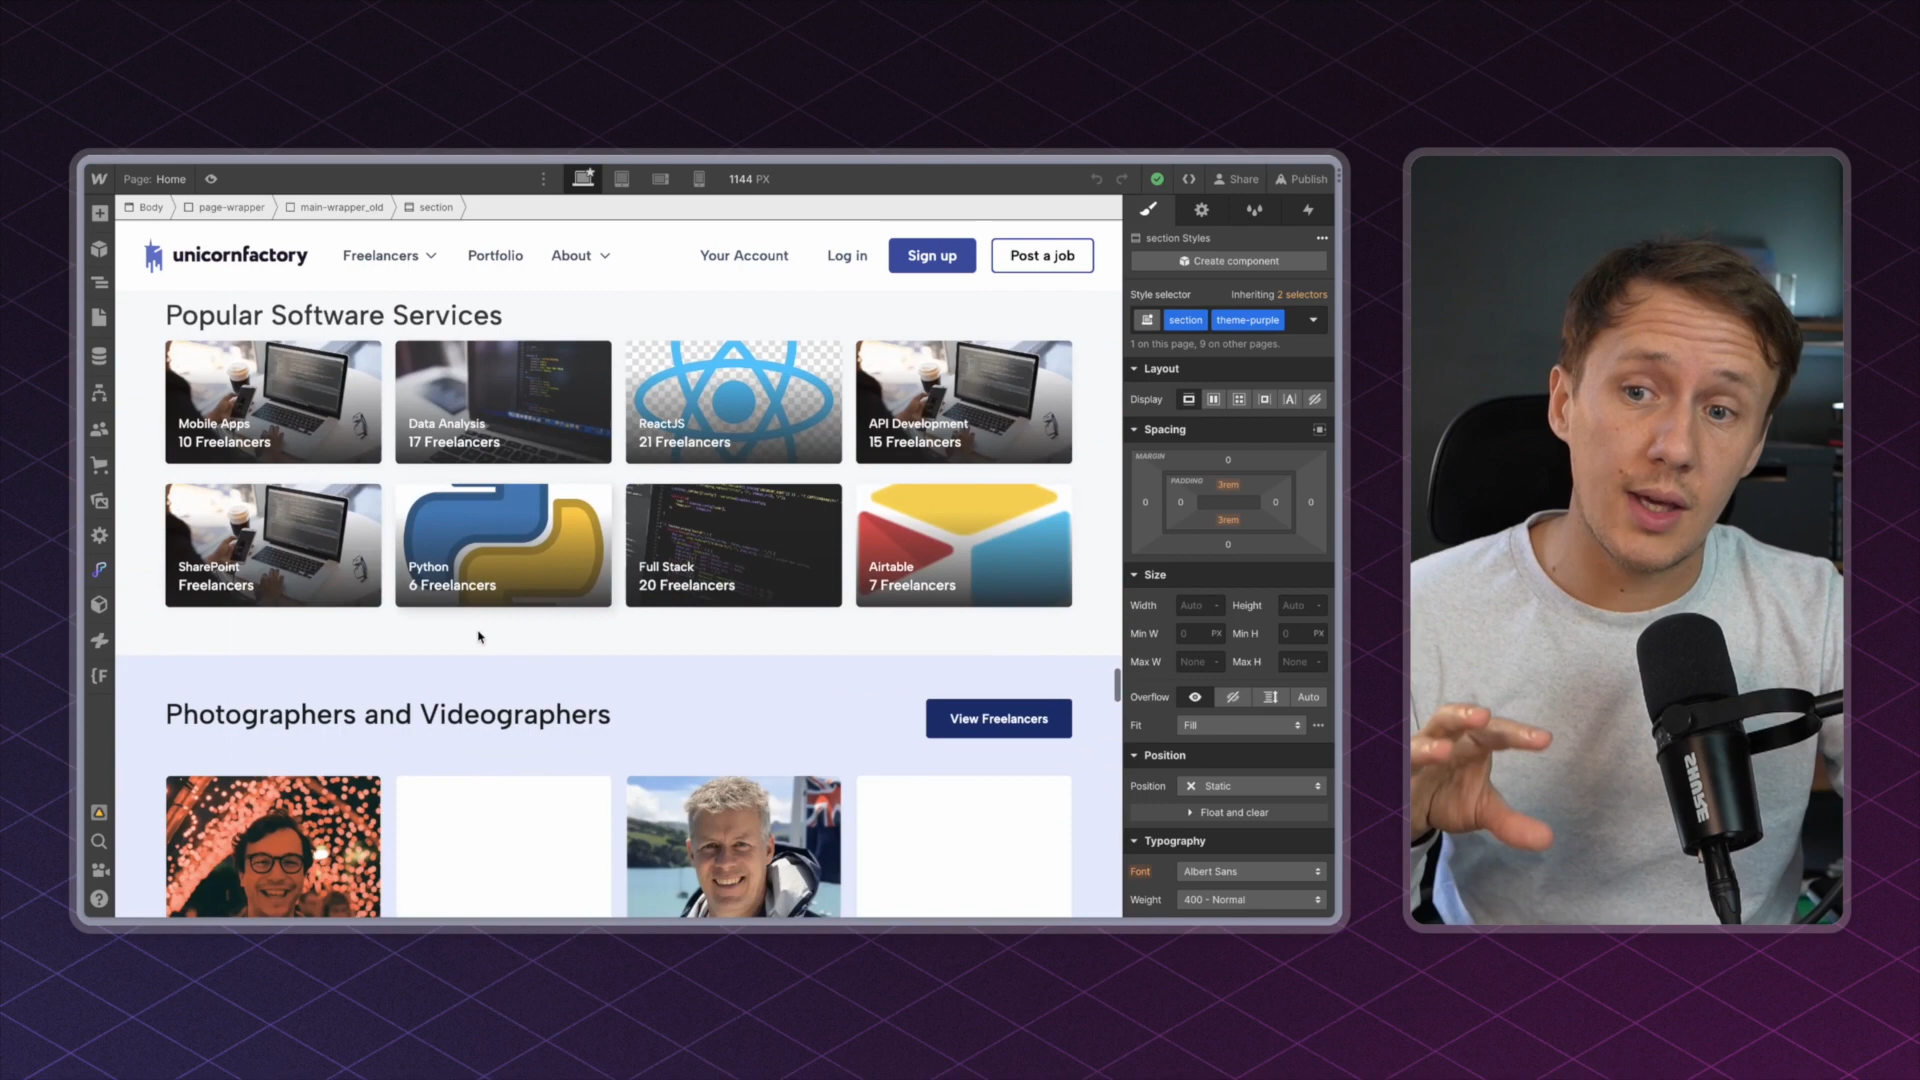 Page: Home
1144 PX
Share
Publish
Body
page-wrapper
main-wrapper_old
section
unicornfactory
Freelancers
Portfolio
About
Your Account
Log in
Sign up
Post a job
Popular Software Services
Mobile Apps
10 Freelancers
Data Analysis
17 Freelancers
ReactJS
21 Freelancers
API Development
15 Freelancers
SharePoint
Freelancers
Python
6 Freelancers
Full Stack
20 Freelancers
Airtable
7 Freelancers
Photographers and Videographers
View Freelancers
section Styles
Create component
Style selector
Inheriting 2 selectors
section
theme-purple
1 on this page, 9 on other pages.
Layout
Display
Spacing
MARGIN
0
PADDING
3rem
0
0
0
0
3rem
0
Size
Width
Auto
-
Height
Auto
-
Min W
0
PX
Min H
0
PX
Max W
None
-
Max H
None
-
Overflow
Auto
Fit
Fill
Position
Position
Static
Float and clear
Typography
Font
Albert Sans
Weight
400 - Normal
SHURE